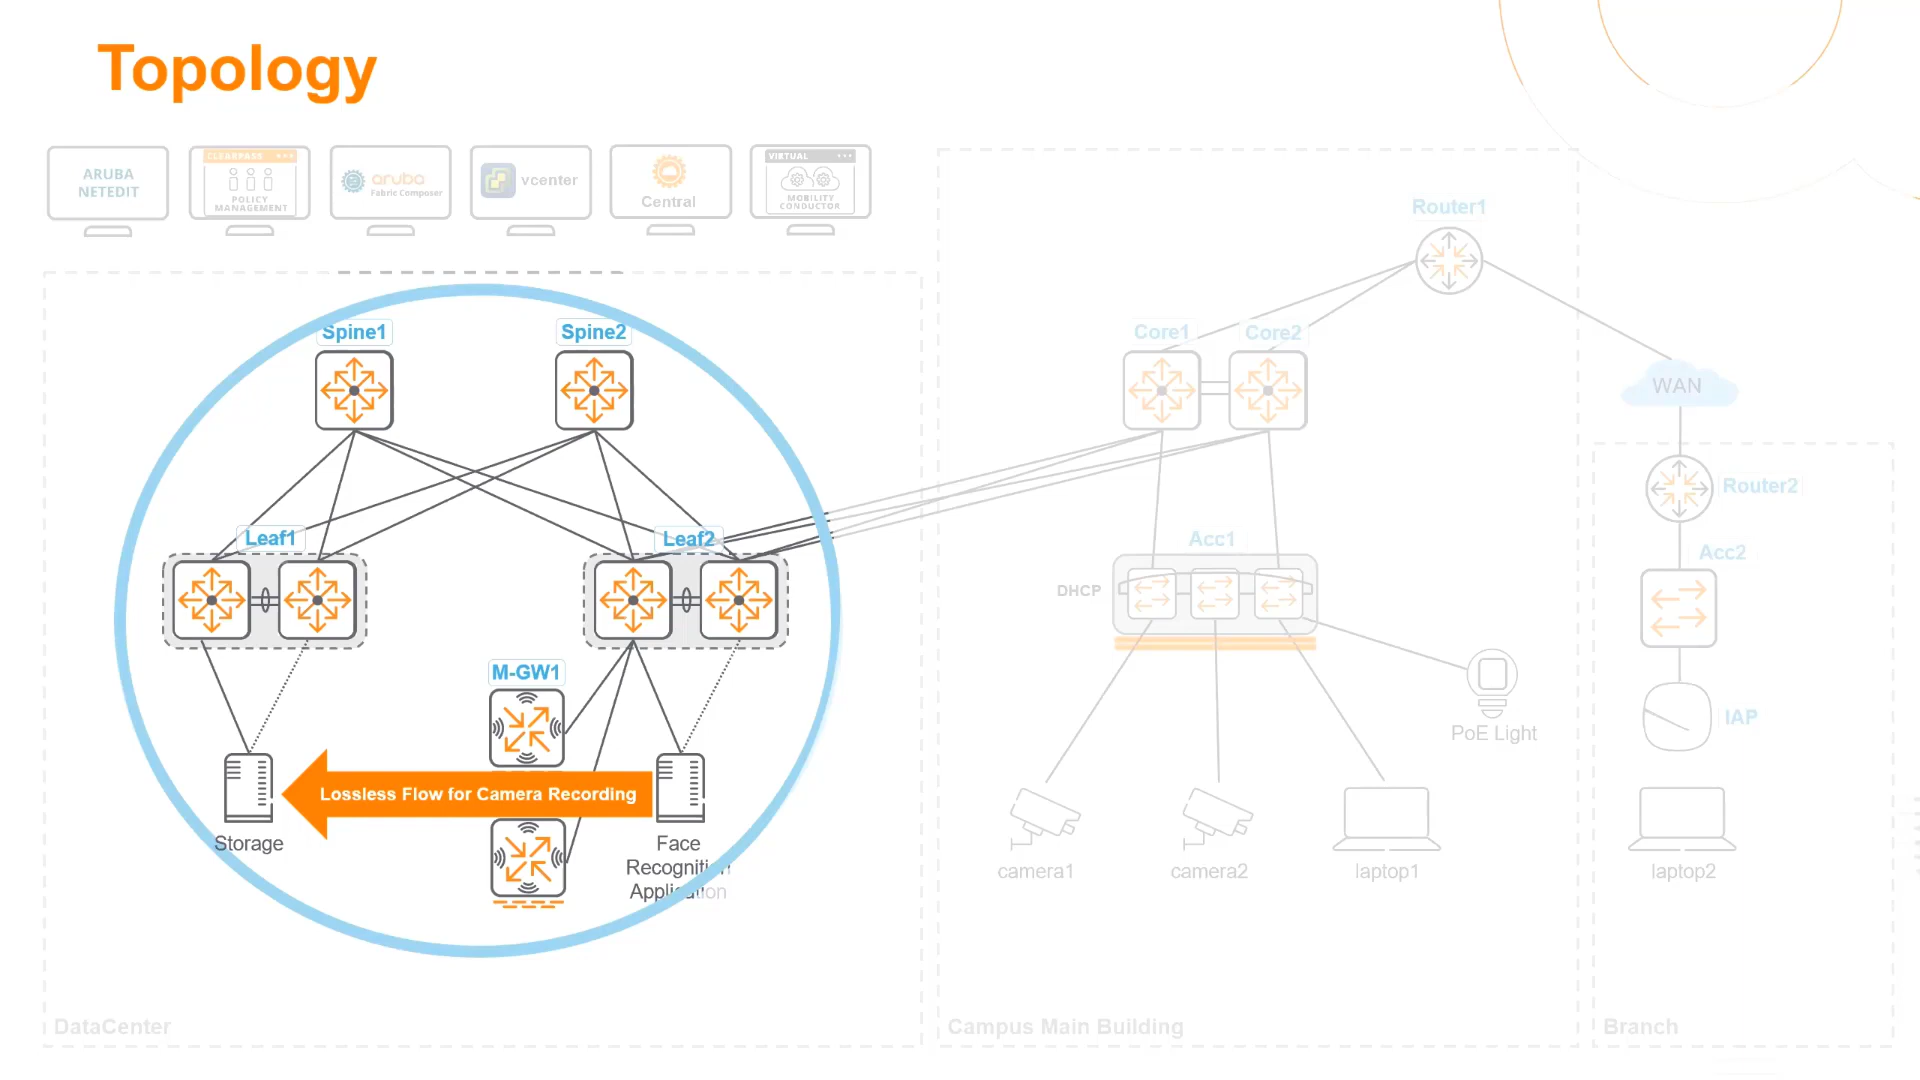 Topology
ARUBA
NETEDIT
CLEARPASS
POLICY
MANAGEMENT
aruba
Fabric Composer
vcenter
Central
VIRTUAL
MOBILITY
CONDUCTOR
Router1
Spine1
Spine2
Core1
Core2
WAN
Router2
Leaf1
Leaf2
Acc1
Acc2
DHCP
M-GW1
IAP
PoE Light
Lossless Flow for Camera Recording
Storage
Face
Recognition
Application
camera1
camera2
laptop1
laptop2
DataCenter
Campus Main Building
Branch